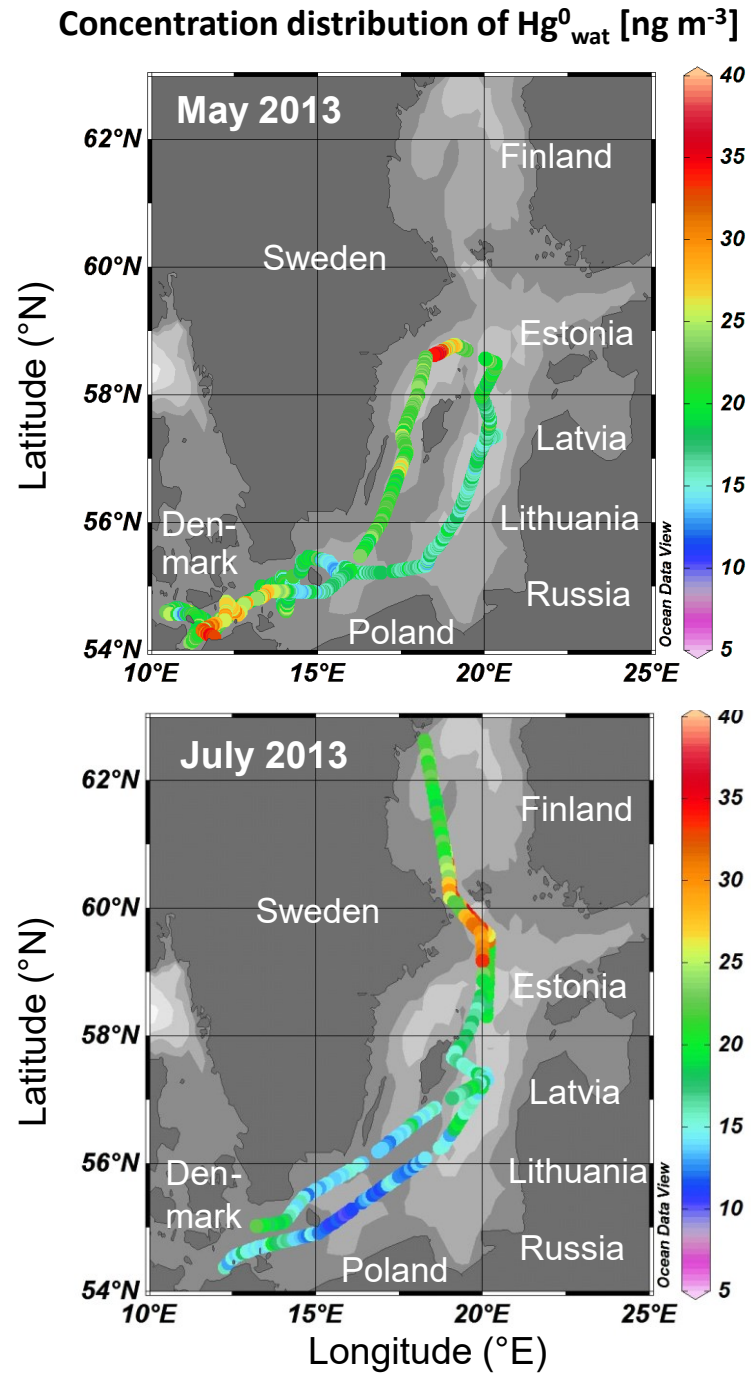 Concentration distribution of Hg⁰wat [ng m⁻³]
May 2013
62°N
60°N
58°N
56°N
54°N
Latitude (°N)
Finland
Sweden
Estonia
Latvia
Den-
mark
Lithuania
Russia
Poland
10°E
15°E
20°E
25°E
Ocean Data View
40
35
30
25
20
15
10
5
July 2013
62°N
60°N
58°N
56°N
54°N
Latitude (°N)
Finland
Sweden
Estonia
Latvia
Den-
mark
Lithuania
Russia
Poland
10°E
15°E
20°E
25°E
Longitude (°E)
Ocean Data View
40
35
30
25
20
15
10
5